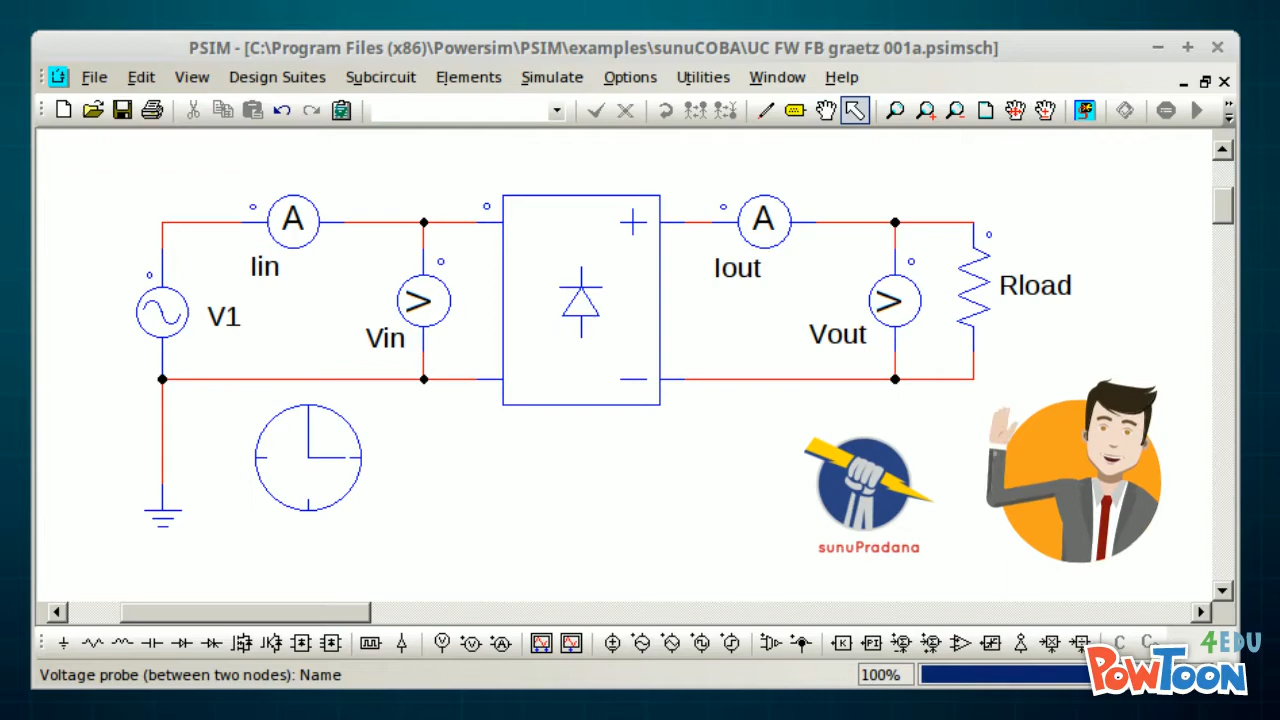 PSIM - [C:\Program Files (x86)\Powersim\PSIM\examples\sunuCOBA\UC FW FB graetz 001a.psimsch]
File Edit View Design Suites Subcircuit Elements Simulate Options Utilities Window Help
A
A
Iin
Iout
V1
V
Vin
V
Vout
Rload
sunuPradana
V V A K PI C C
4EDU
Voltage probe (between two nodes): Name
100%
POWTOON